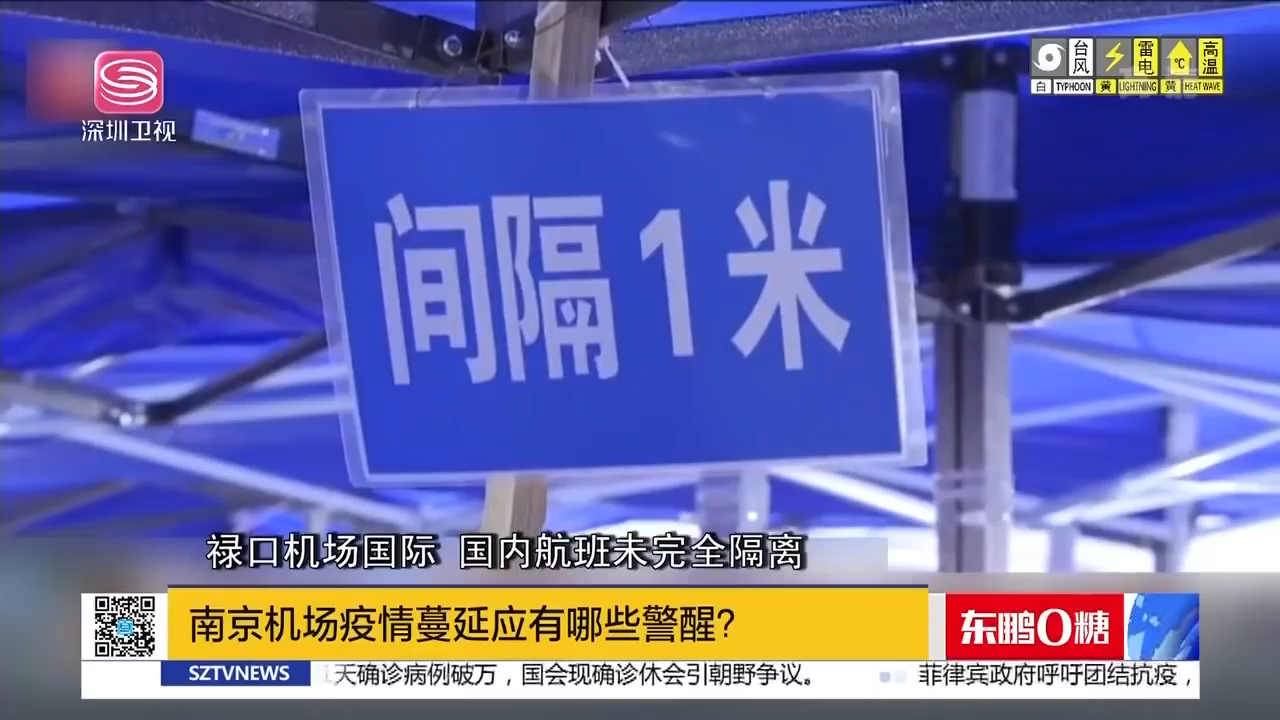 深圳卫视
台风
雷电
高温
白 TYPHOON 黄 LIGHTNING 黄 HEAT WAVE
℃
间隔1米
禄口机场国际 国内航班未完全隔离
南京机场疫情蔓延应有哪些警醒?
东鹏0糖
SZTVNEWS
天确诊病例破万，国会现确诊休会引朝野争议。
菲律宾政府呼吁团结抗疫，